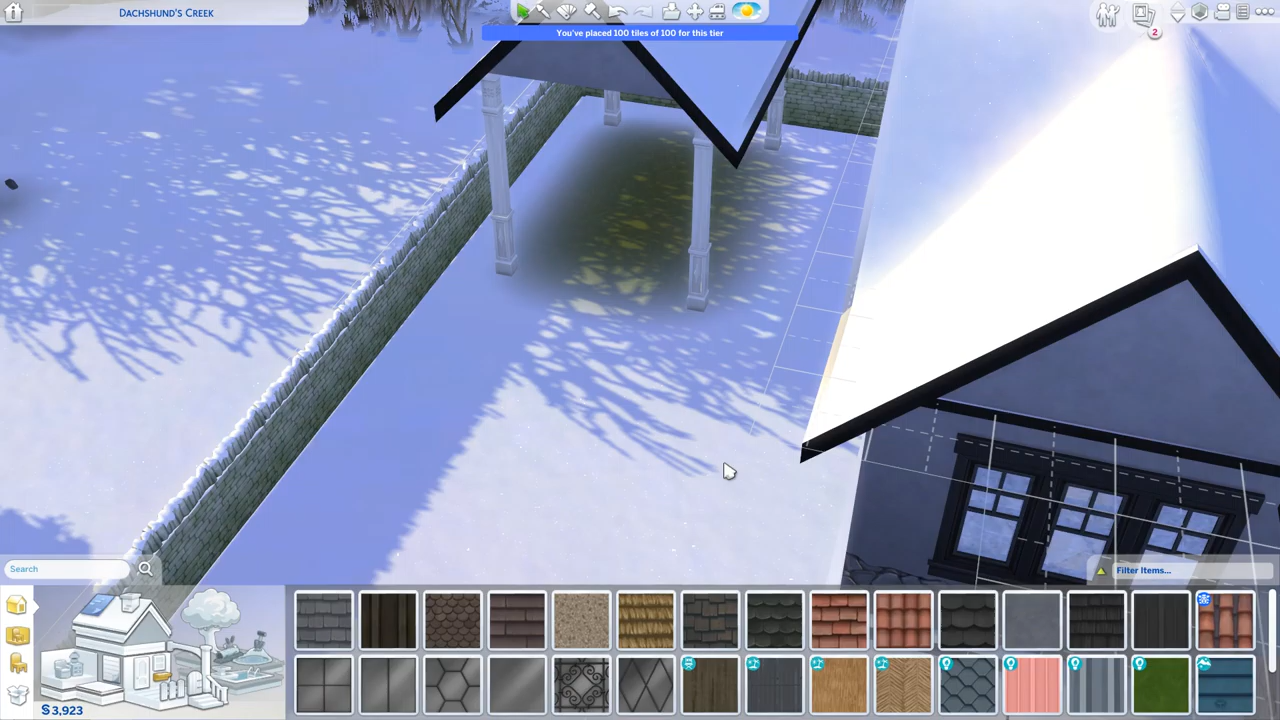 Dachshund's Creek
You've placed 100 tiles of 100 for this tier
2
Search
Filter Items...
§3,923